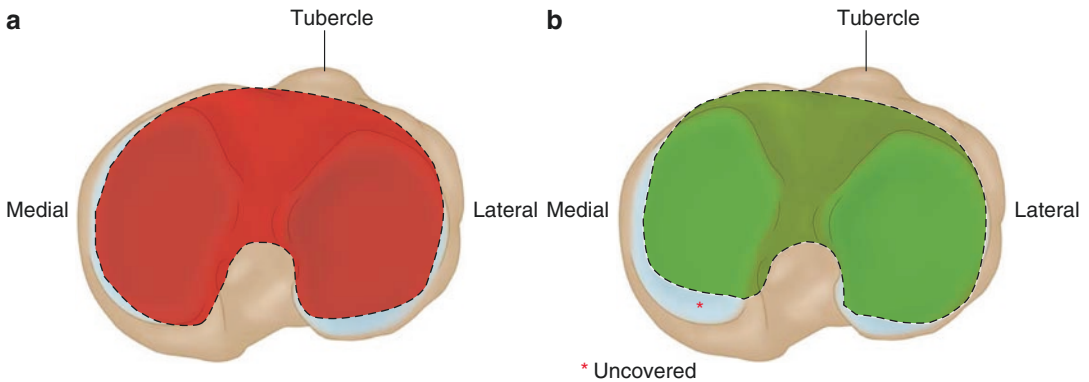 a
Tubercle
Medial
Lateral
b
Tubercle
Medial
Lateral
*
* Uncovered